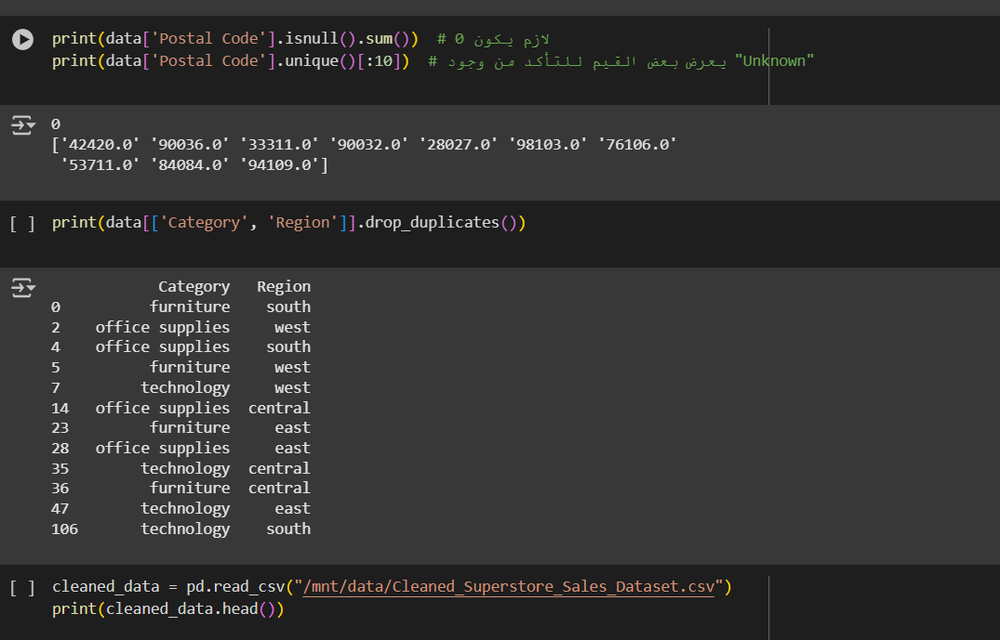 print(data['Postal Code'].isnull().sum())  # لازم يكون 0
print(data['Postal Code'].unique()[:10])  # يعرض بعض القيم للتأكد من وجود "Unknown"
0
['42420.0' '90036.0' '33311.0' '90032.0' '28027.0' '98103.0' '76106.0'
 '53711.0' '84084.0' '94109.0']
[ ] print(data[['Category', 'Region']].drop_duplicates())
Category   Region
0          furniture    south
2    office supplies     west
4    office supplies    south
5          furniture     west
7         technology     west
14   office supplies  central
23         furniture     east
28   office supplies     east
35        technology  central
36         furniture  central
47        technology     east
106       technology    south
[ ] cleaned_data = pd.read_csv("/mnt/data/Cleaned_Superstore_Sales_Dataset.csv")
print(cleaned_data.head())